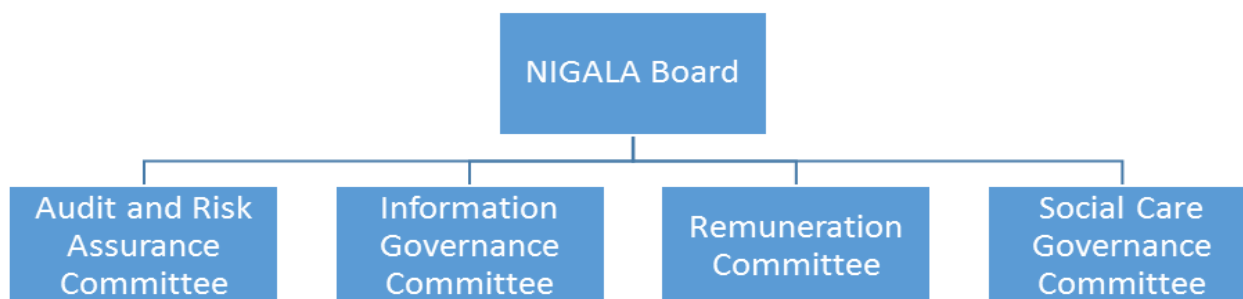 NIGALA Board
Audit and Risk
Assurance
Committee
Information
Governance
Committee
Remuneration
Committee
Social Care
Governance
Committee